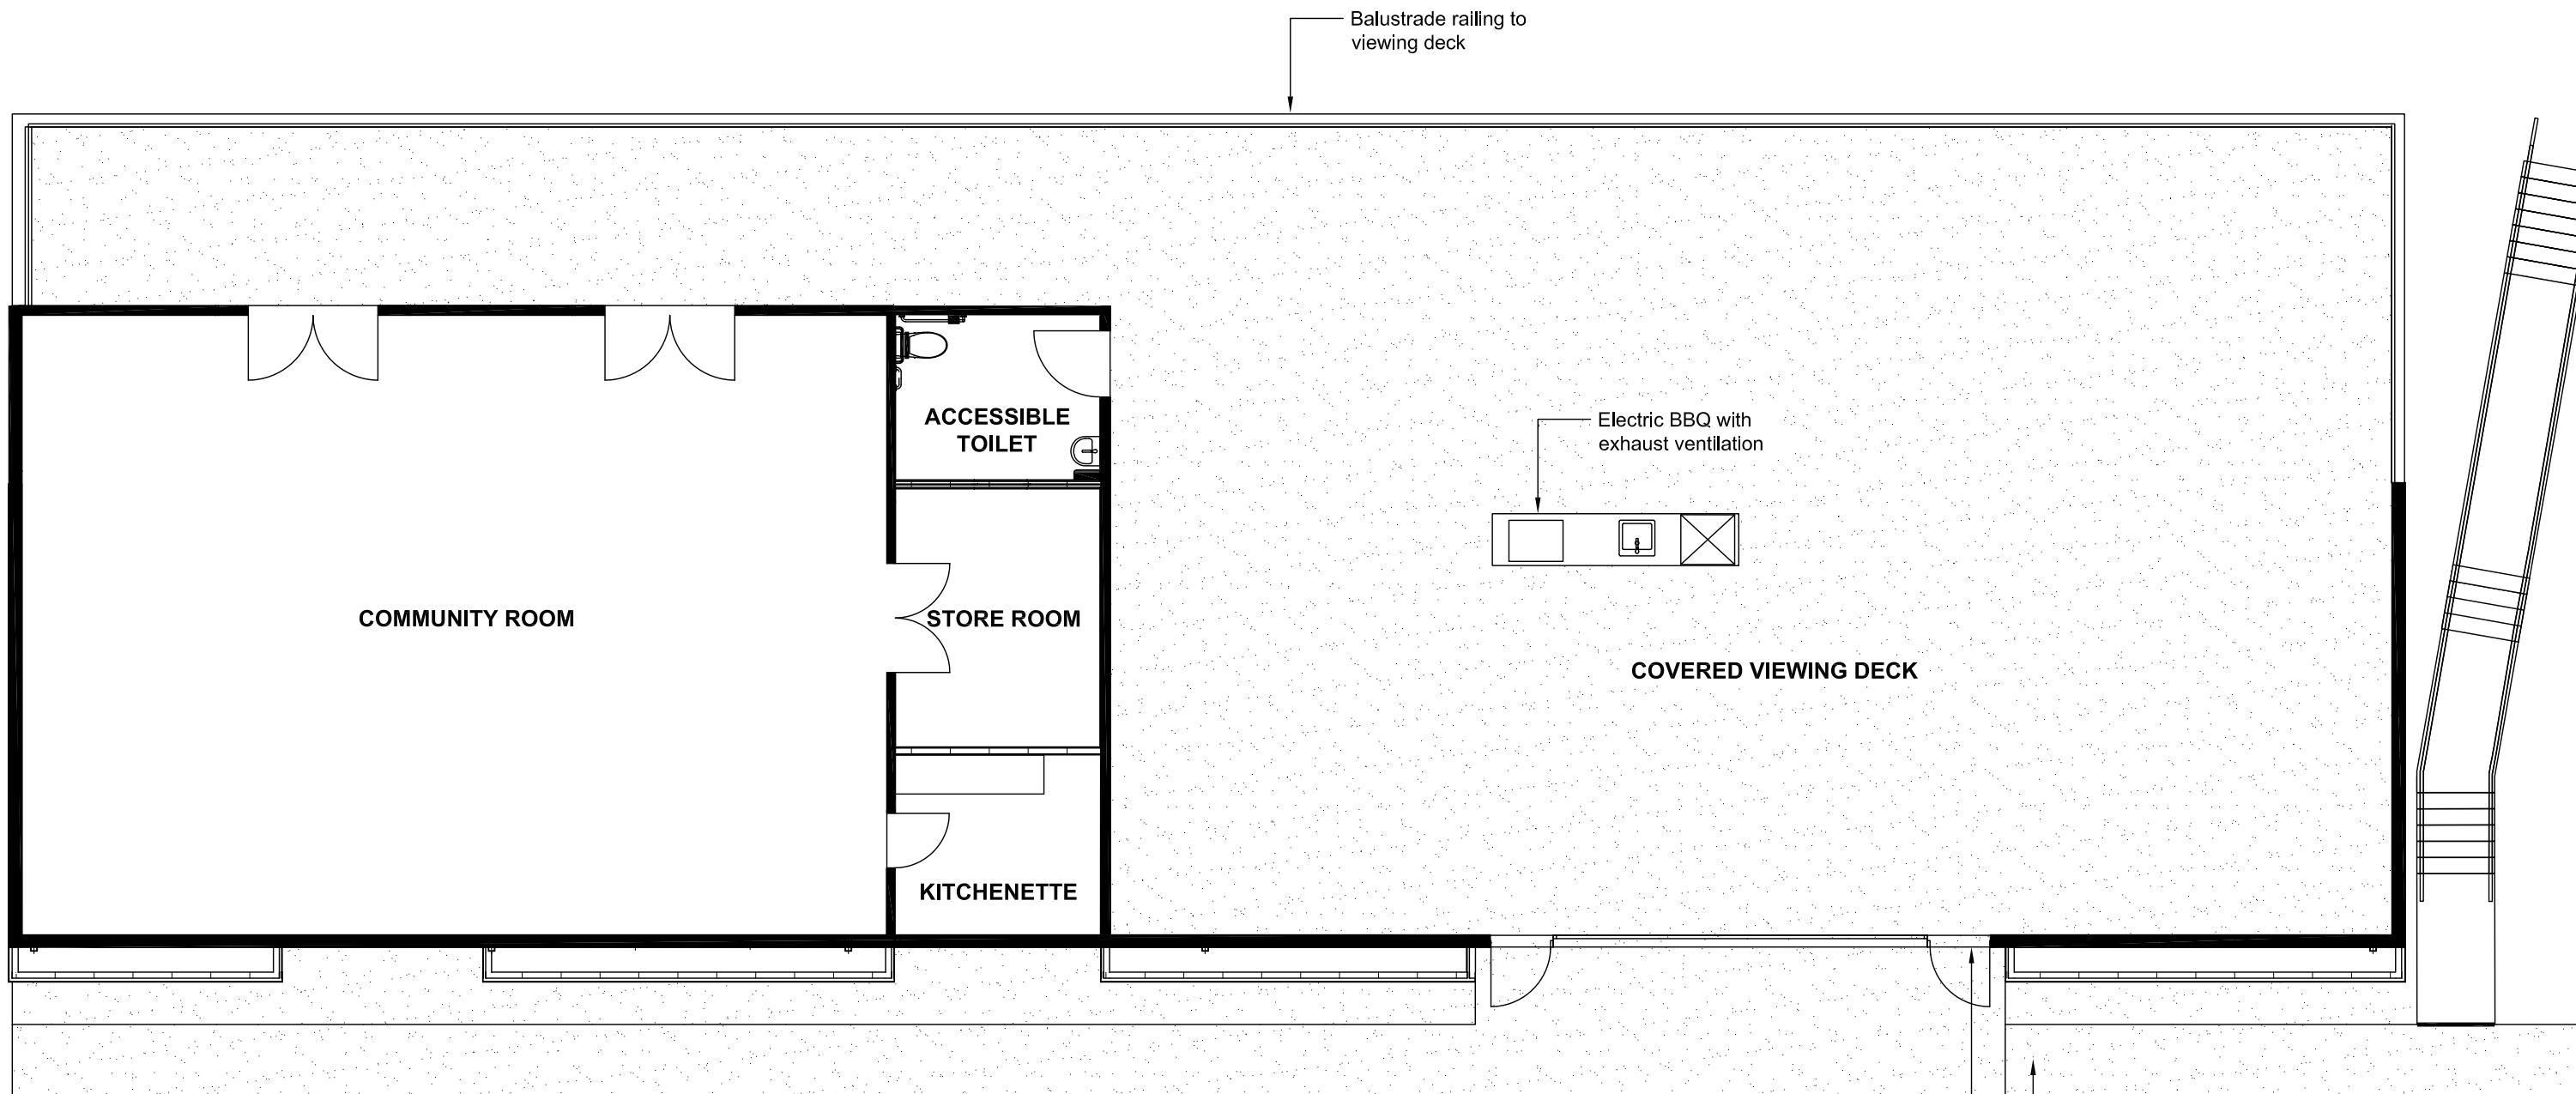 Balustrade railing to
viewing deck
ACCESSIBLE
TOILET
Electric BBQ with
exhaust ventilation
COMMUNITY ROOM
STORE ROOM
COVERED VIEWING DECK
KITCHENETTE